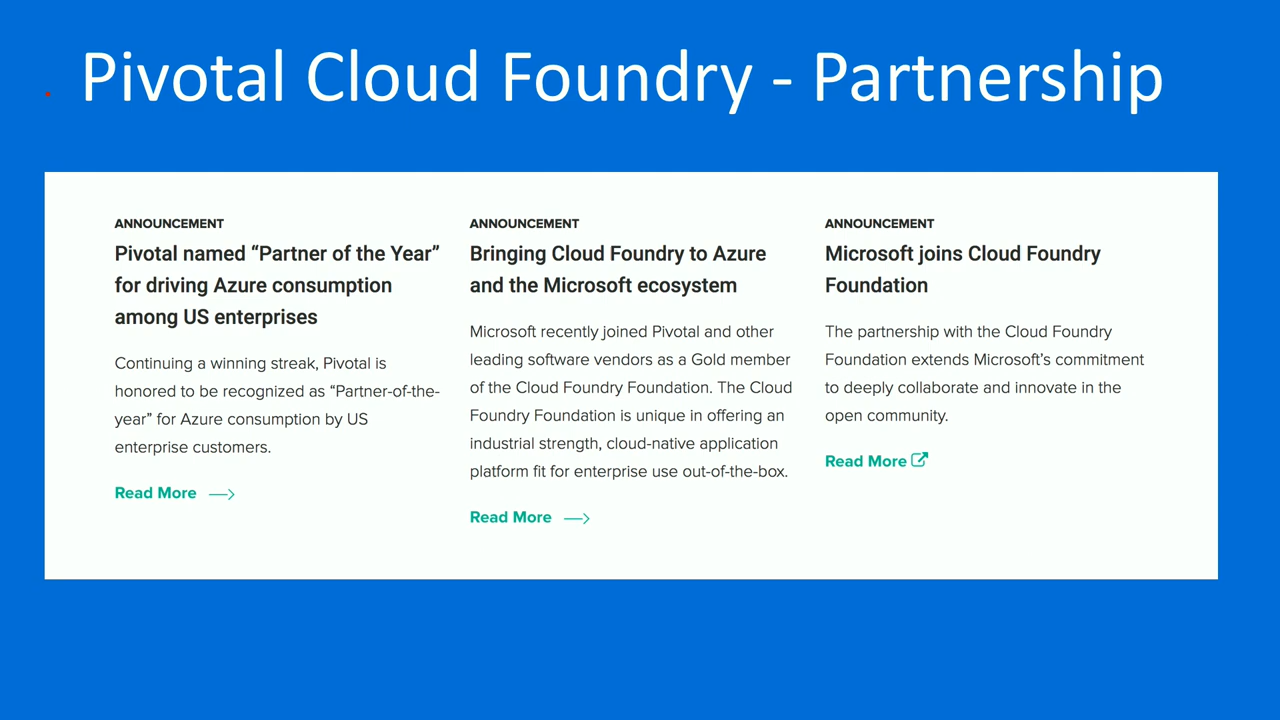 Pivotal Cloud Foundry - Partnership
ANNOUNCEMENT
Pivotal named “Partner of the Year”
for driving Azure consumption
among US enterprises
Continuing a winning streak, Pivotal is
honored to be recognized as “Partner-of-the-
year” for Azure consumption by US
enterprise customers.
Read More
ANNOUNCEMENT
Bringing Cloud Foundry to Azure
and the Microsoft ecosystem
Microsoft recently joined Pivotal and other
leading software vendors as a Gold member
of the Cloud Foundry Foundation. The Cloud
Foundry Foundation is unique in offering an
industrial strength, cloud-native application
platform fit for enterprise use out-of-the-box.
Read More
ANNOUNCEMENT
Microsoft joins Cloud Foundry
Foundation
The partnership with the Cloud Foundry
Foundation extends Microsoft’s commitment
to deeply collaborate and innovate in the
open community.
Read More